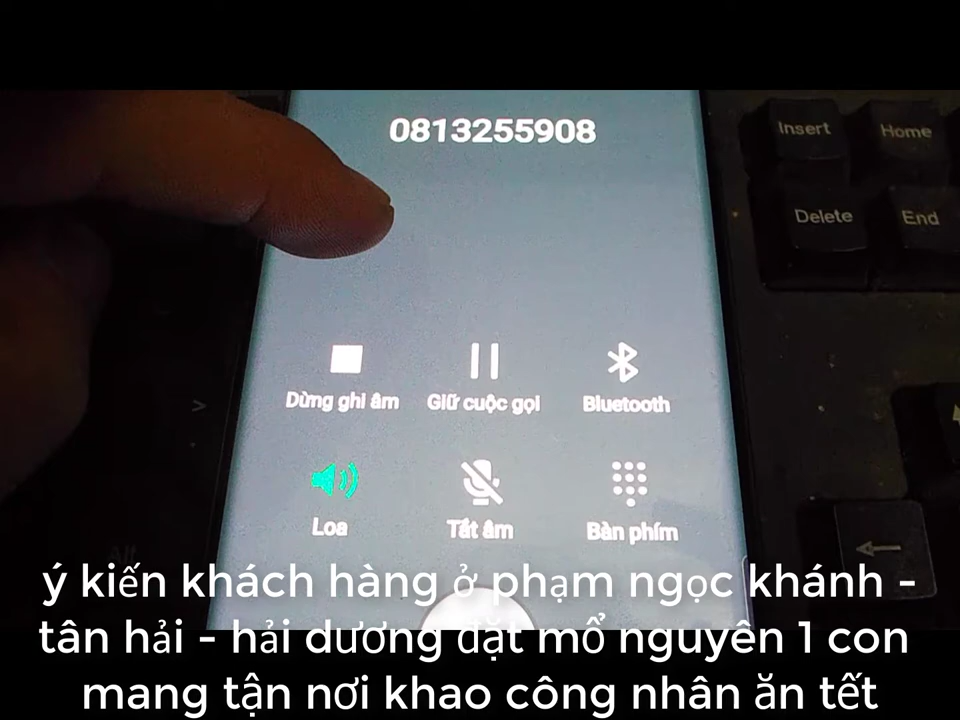 0813255908
Insert Home
Delete End
Dừng ghi âm Giữ cuộc gọi Bluetooth
Loa Tắt âm Bàn phím
Alt
ý kiến khách hàng ở phạm ngọc khánh -
tân hải - hải dương đặt mổ nguyên 1 con
mang tận nơi khao công nhân ăn tết